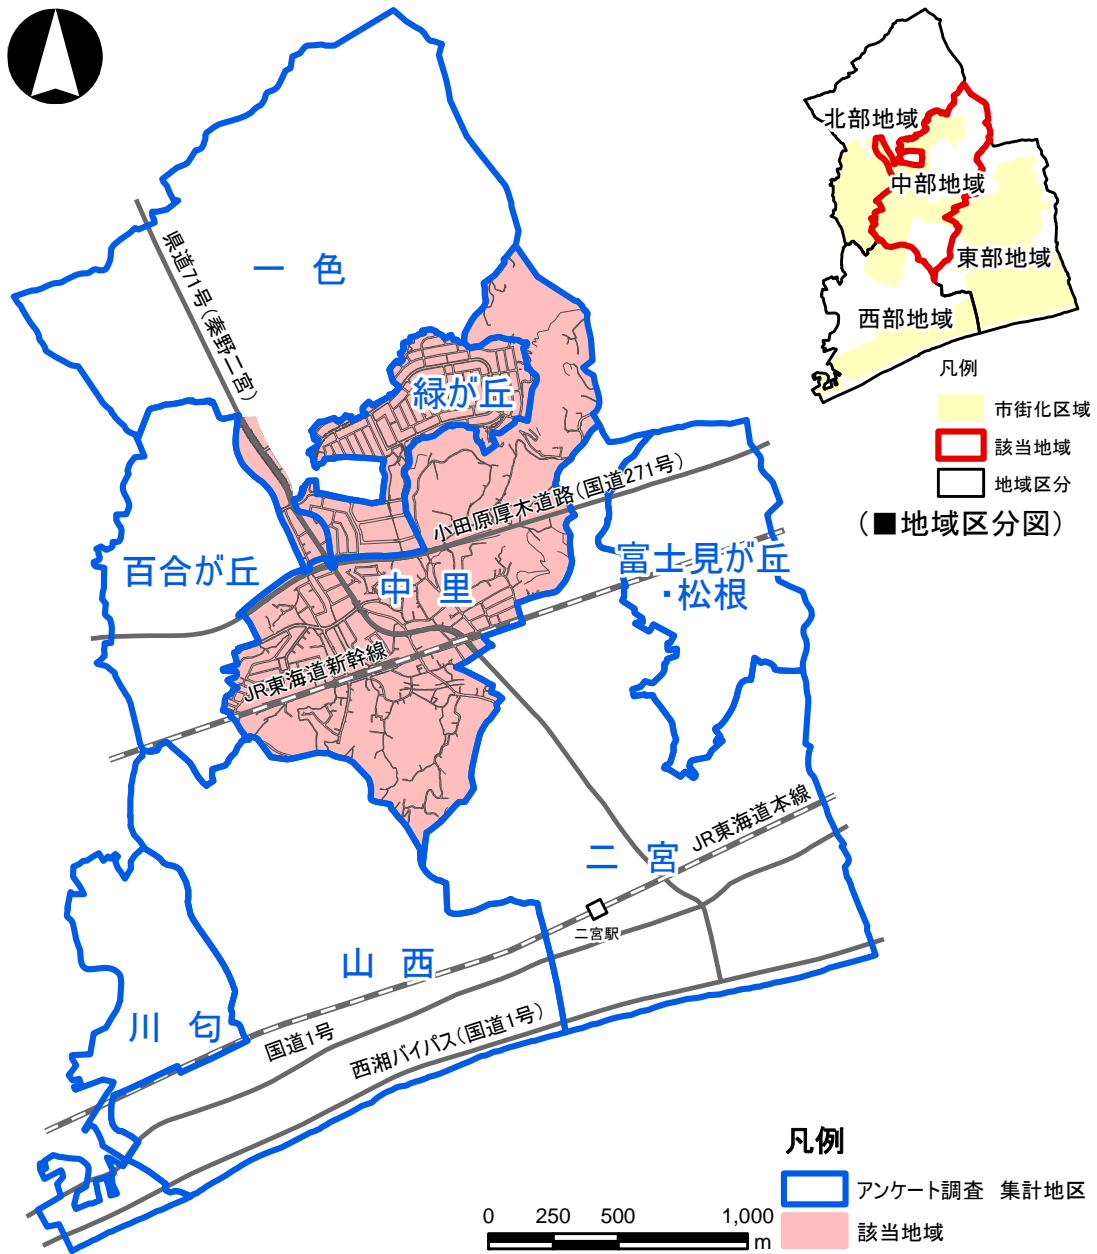 北部地域
中部地域
東部地域
西部地域
凡例
市街化区域
該当地域
地域区分
(■地域区分図)
県道71号(秦野二宮)
一 色
緑が丘
小田原厚木道路(国道271号)
百合が丘
中 里
富士見が丘
・松根
JR東海道新幹線
JR東海道本線
二 宮
二宮駅
山 西
川 匂
国道1号
西湘バイパス(国道1号)
凡例
アンケート調査 集計地区
該当地域
0 250 500 1,000
m